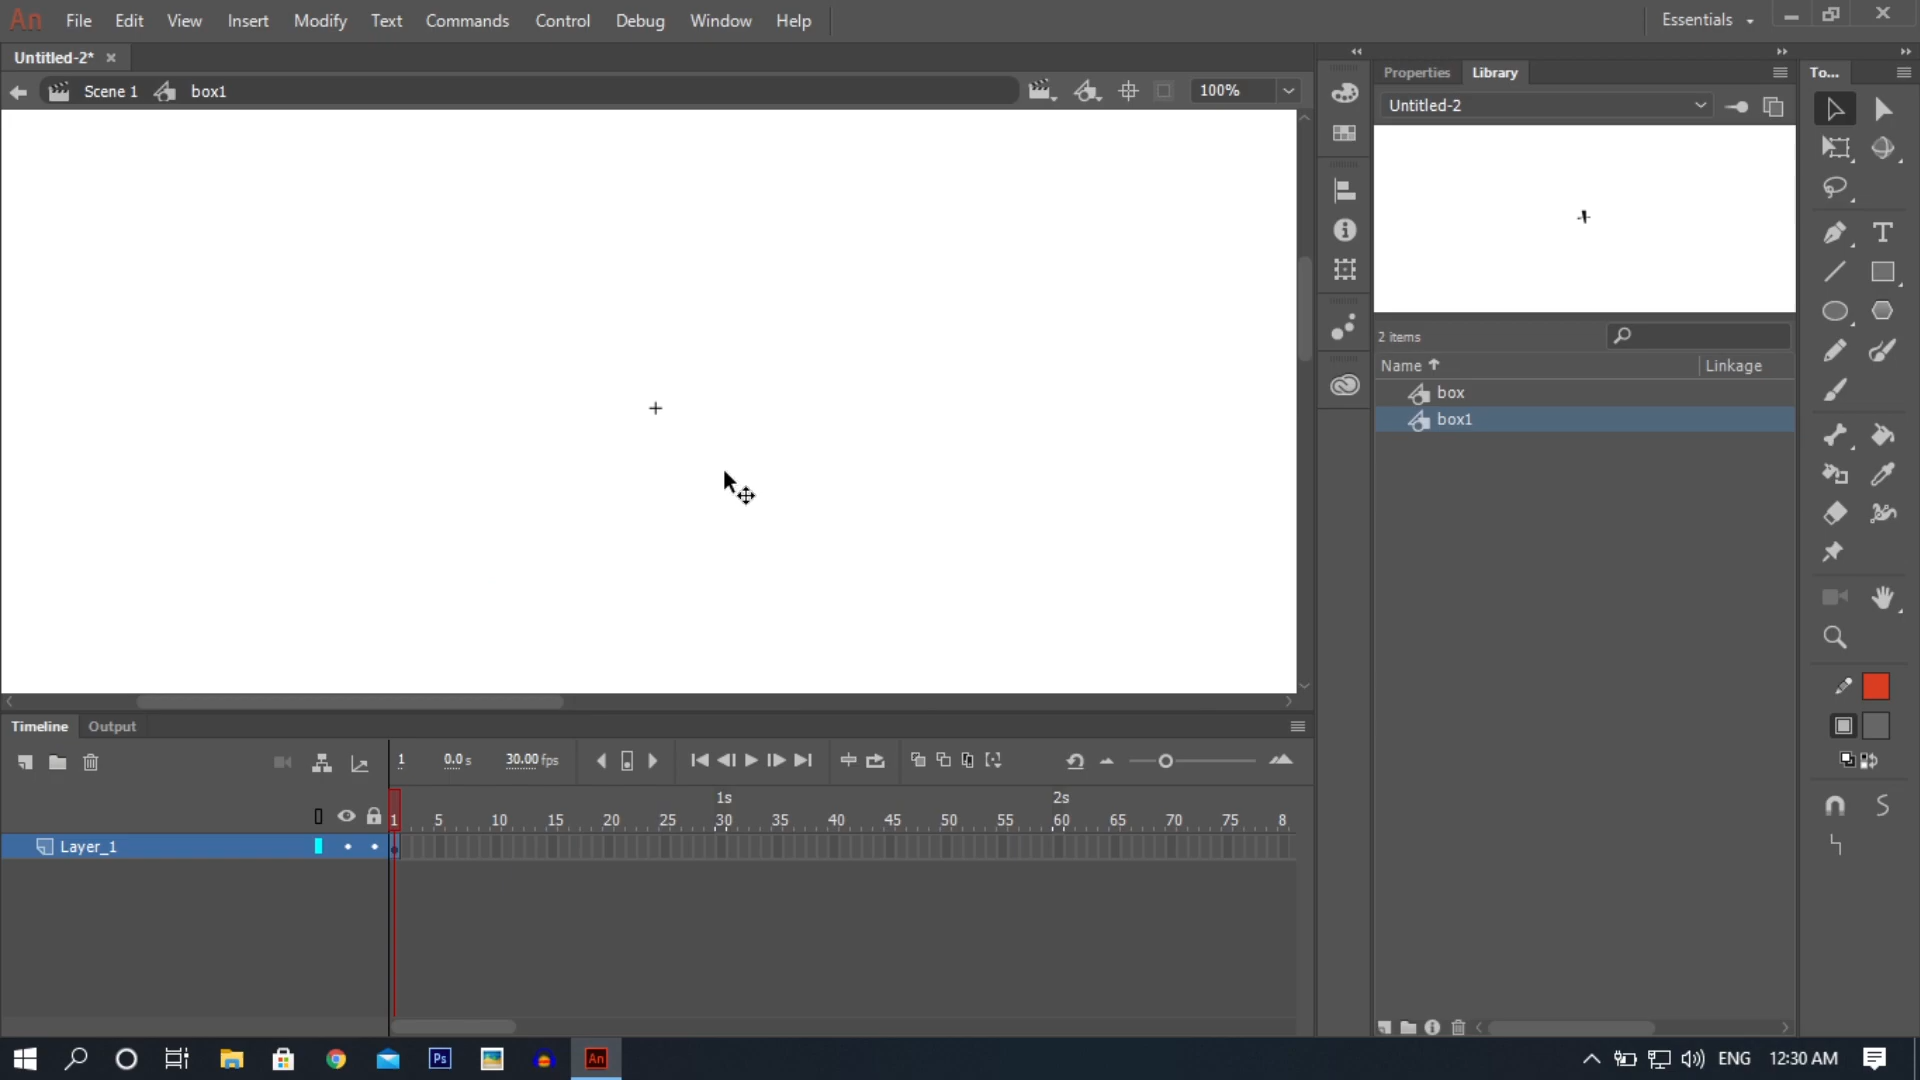 An File Edit View Insert Modify Text Commands Control Debug Window Help Essentials
Untitled-2* ×
Scene 1 box1 100%
Properties Library To...
Untitled-2
2 items
Name Linkage
box
box1
Timeline Output
1 0.0 s 30.00 fps
1s 2s
1 5 10 15 20 25 30 35 40 45 50 55 60 65 70 75 8
Layer_1
Ps An ENG 12:30 AM